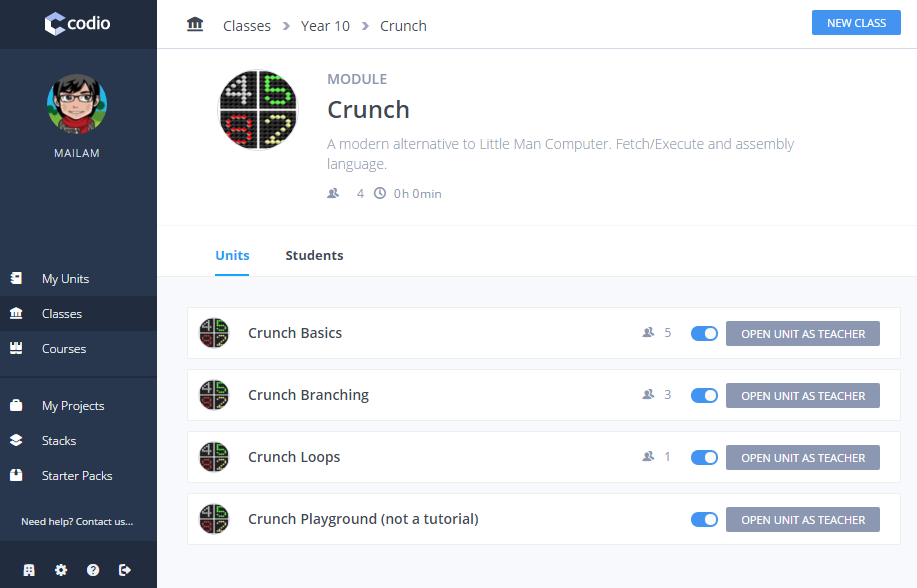 codio
Classes > Year 10 > Crunch
NEW CLASS
MAILAM
MODULE
Crunch
A modern alternative to Little Man Computer. Fetch/Execute and assembly
language.
4 0h 0min
Units Students
My Units
Classes
Courses
My Projects
Stacks
Starter Packs
Need help? Contact us...
45
82
Crunch Basics 5 OPEN UNIT AS TEACHER
Crunch Branching 3 OPEN UNIT AS TEACHER
Crunch Loops 1 OPEN UNIT AS TEACHER
Crunch Playground (not a tutorial) OPEN UNIT AS TEACHER